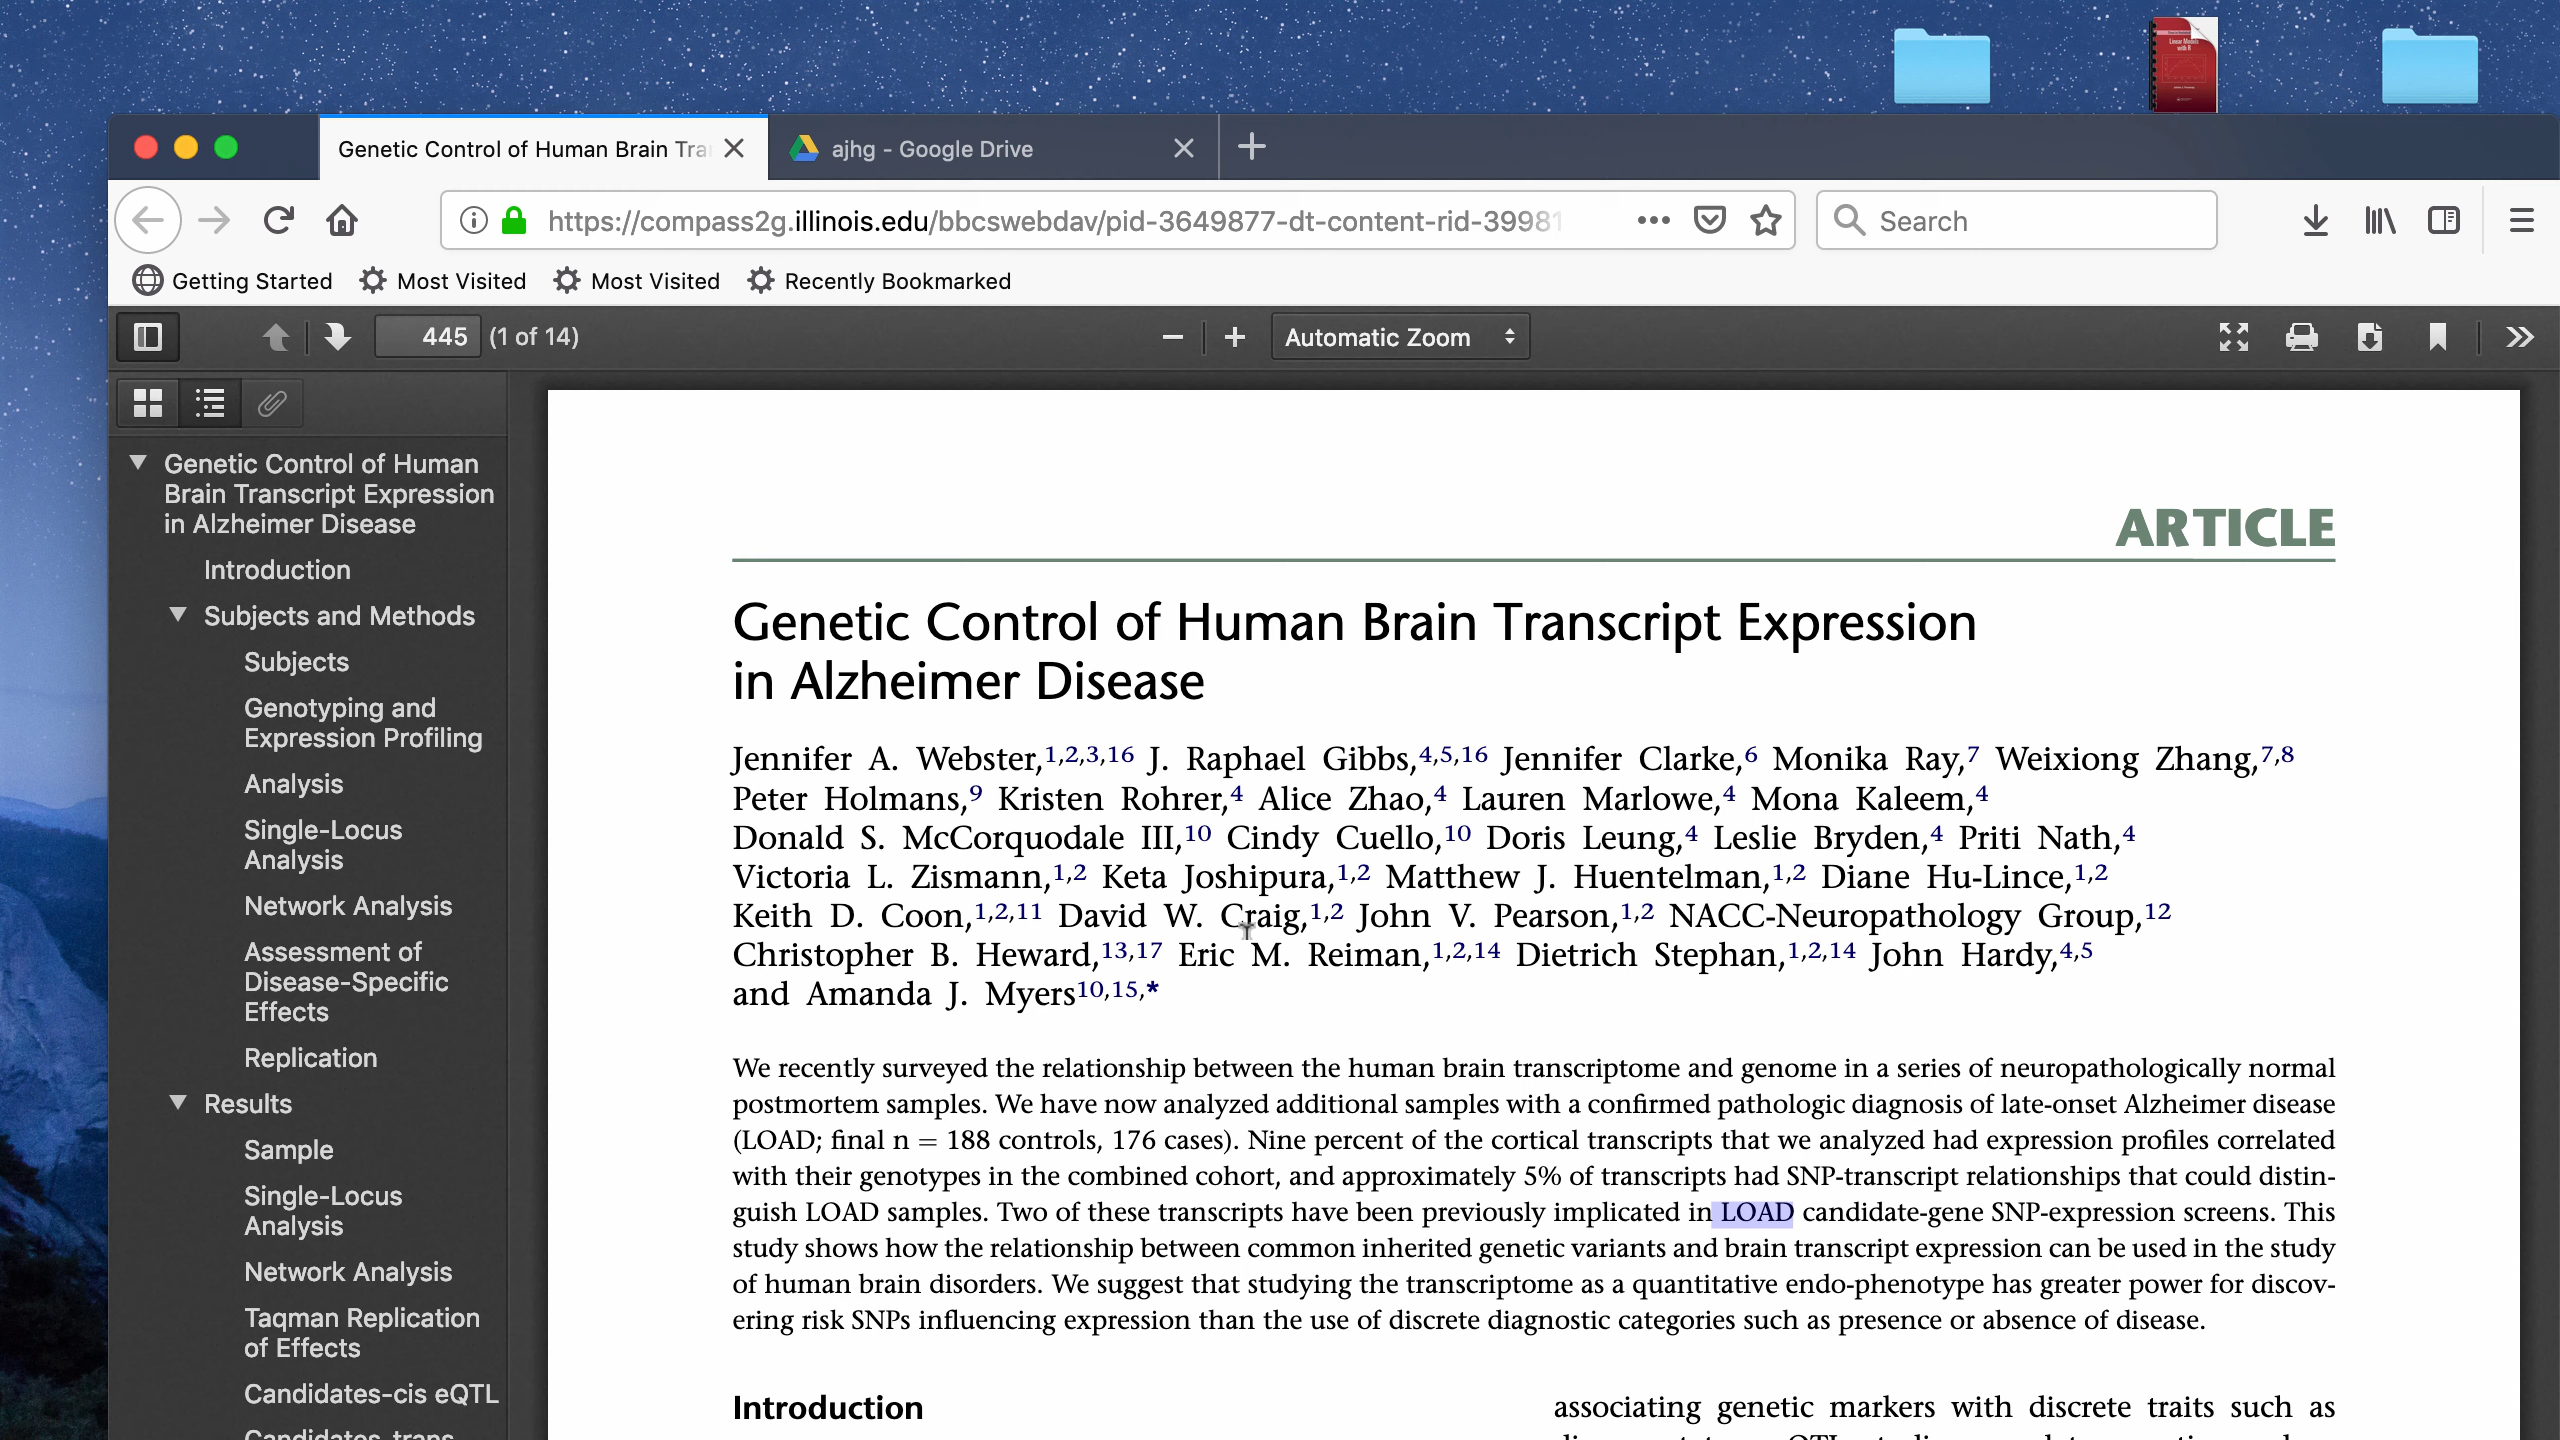 Linear Models
with R
Genetic Control of Human Brain Tra
ajhg - Google Drive
https://compass2g.illinois.edu/bbcswebdav/pid-3649877-dt-content-rid-39981
Search
Getting Started
Most Visited
Most Visited
Recently Bookmarked
445 (1 of 14)
Automatic Zoom
Genetic Control of Human
Brain Transcript Expression
in Alzheimer Disease
Introduction
Subjects and Methods
Subjects
Genotyping and
Expression Profiling
Analysis
Single-Locus
Analysis
Network Analysis
Assessment of
Disease-Specific
Effects
Replication
Results
Sample
Single-Locus
Analysis
Network Analysis
Taqman Replication
of Effects
Candidates-cis eQTL
Candidates-trans
ARTICLE
Genetic Control of Human Brain Transcript Expression
in Alzheimer Disease
Jennifer A. Webster,1,2,3,16 J. Raphael Gibbs,4,5,16 Jennifer Clarke,6 Monika Ray,7 Weixiong Zhang,7,8
Peter Holmans,9 Kristen Rohrer,4 Alice Zhao,4 Lauren Marlowe,4 Mona Kaleem,4
Donald S. McCorquodale III,10 Cindy Cuello,10 Doris Leung,4 Leslie Bryden,4 Priti Nath,4
Victoria L. Zismann,1,2 Keta Joshipura,1,2 Matthew J. Huentelman,1,2 Diane Hu-Lince,1,2
Keith D. Coon,1,2,11 David W. Craig,1,2 John V. Pearson,1,2 NACC-Neuropathology Group,12
Christopher B. Heward,13,17 Eric M. Reiman,1,2,14 Dietrich Stephan,1,2,14 John Hardy,4,5
and Amanda J. Myers10,15,*
We recently surveyed the relationship between the human brain transcriptome and genome in a series of neuropathologically normal
postmortem samples. We have now analyzed additional samples with a confirmed pathologic diagnosis of late-onset Alzheimer disease
(LOAD; final n = 188 controls, 176 cases). Nine percent of the cortical transcripts that we analyzed had expression profiles correlated
with their genotypes in the combined cohort, and approximately 5% of transcripts had SNP-transcript relationships that could distin-
guish LOAD samples. Two of these transcripts have been previously implicated in LOAD candidate-gene SNP-expression screens. This
study shows how the relationship between common inherited genetic variants and brain transcript expression can be used in the study
of human brain disorders. We suggest that studying the transcriptome as a quantitative endo-phenotype has greater power for discov-
ering risk SNPs influencing expression than the use of discrete diagnostic categories such as presence or absence of disease.
Introduction
associating genetic markers with discrete traits such as